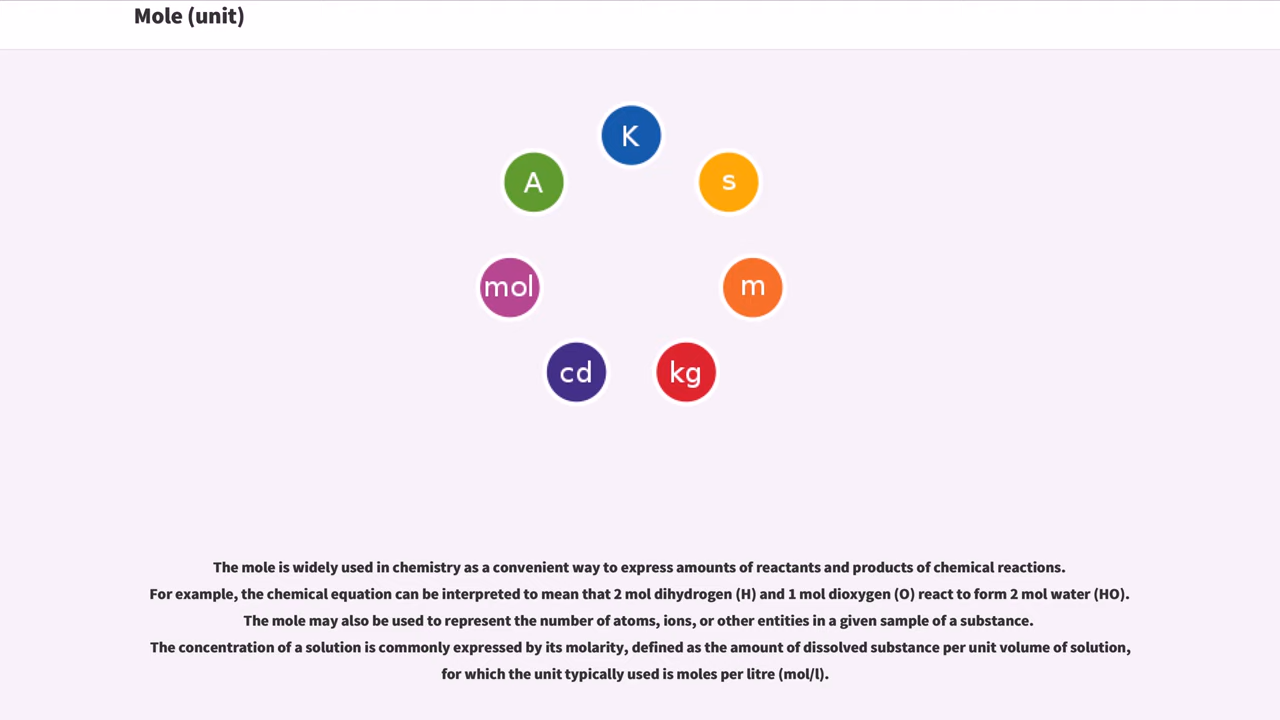 Mole (unit)
K
A
s
mol
m
cd
kg
The mole is widely used in chemistry as a convenient way to express amounts of reactants and products of chemical reactions.
For example, the chemical equation can be interpreted to mean that 2 mol dihydrogen (H) and 1 mol dioxygen (O) react to form 2 mol water (HO).
The mole may also be used to represent the number of atoms, ions, or other entities in a given sample of a substance.
The concentration of a solution is commonly expressed by its molarity, defined as the amount of dissolved substance per unit volume of solution,
for which the unit typically used is moles per litre (mol/l).